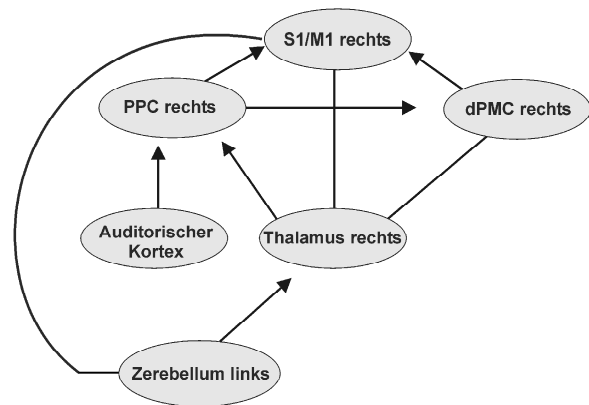 S1/M1 rechts
PPC rechts
dPMC rechts
Auditorischer
Kortex
Thalamus rechts
Zerebellum links